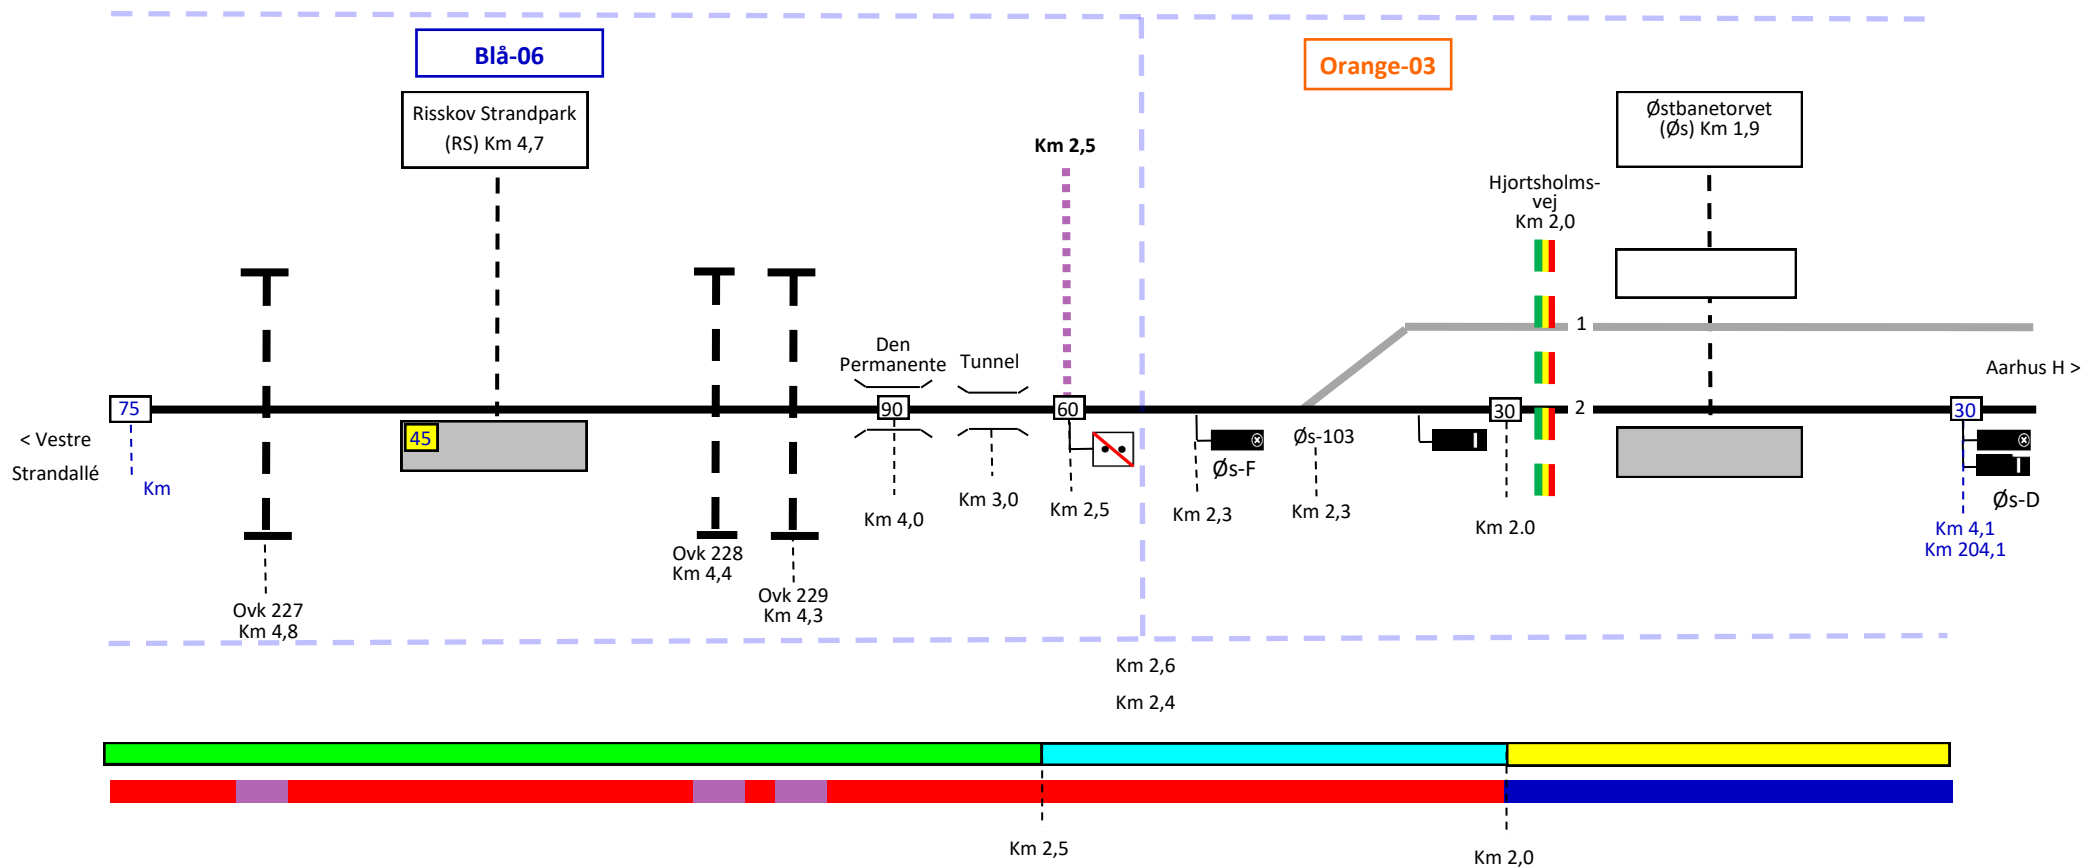 Blå-06
Orange-03
Risskov Strandpark
(RS) Km 4,7
Østbanetorvet
(Øs) Km 1,9
Km 2,5
Hjortsholms-
vej
Km 2,0
Den
Permanente
Tunnel
1
Aarhus H >
75
90
60
30
2
30
< Vestre
Strandallé
Km
45
Øs-F
Øs-103
Øs-D
Km 4,0
Km 3,0
Km 2,5
Km 2,3
Km 2,3
Km 2.0
Km 4,1
Km 204,1
Ovk 228
Km 4,4
Ovk 229
Km 4,3
Ovk 227
Km 4,8
Km 2,6
Km 2,4
Km 2,5
Km 2,0